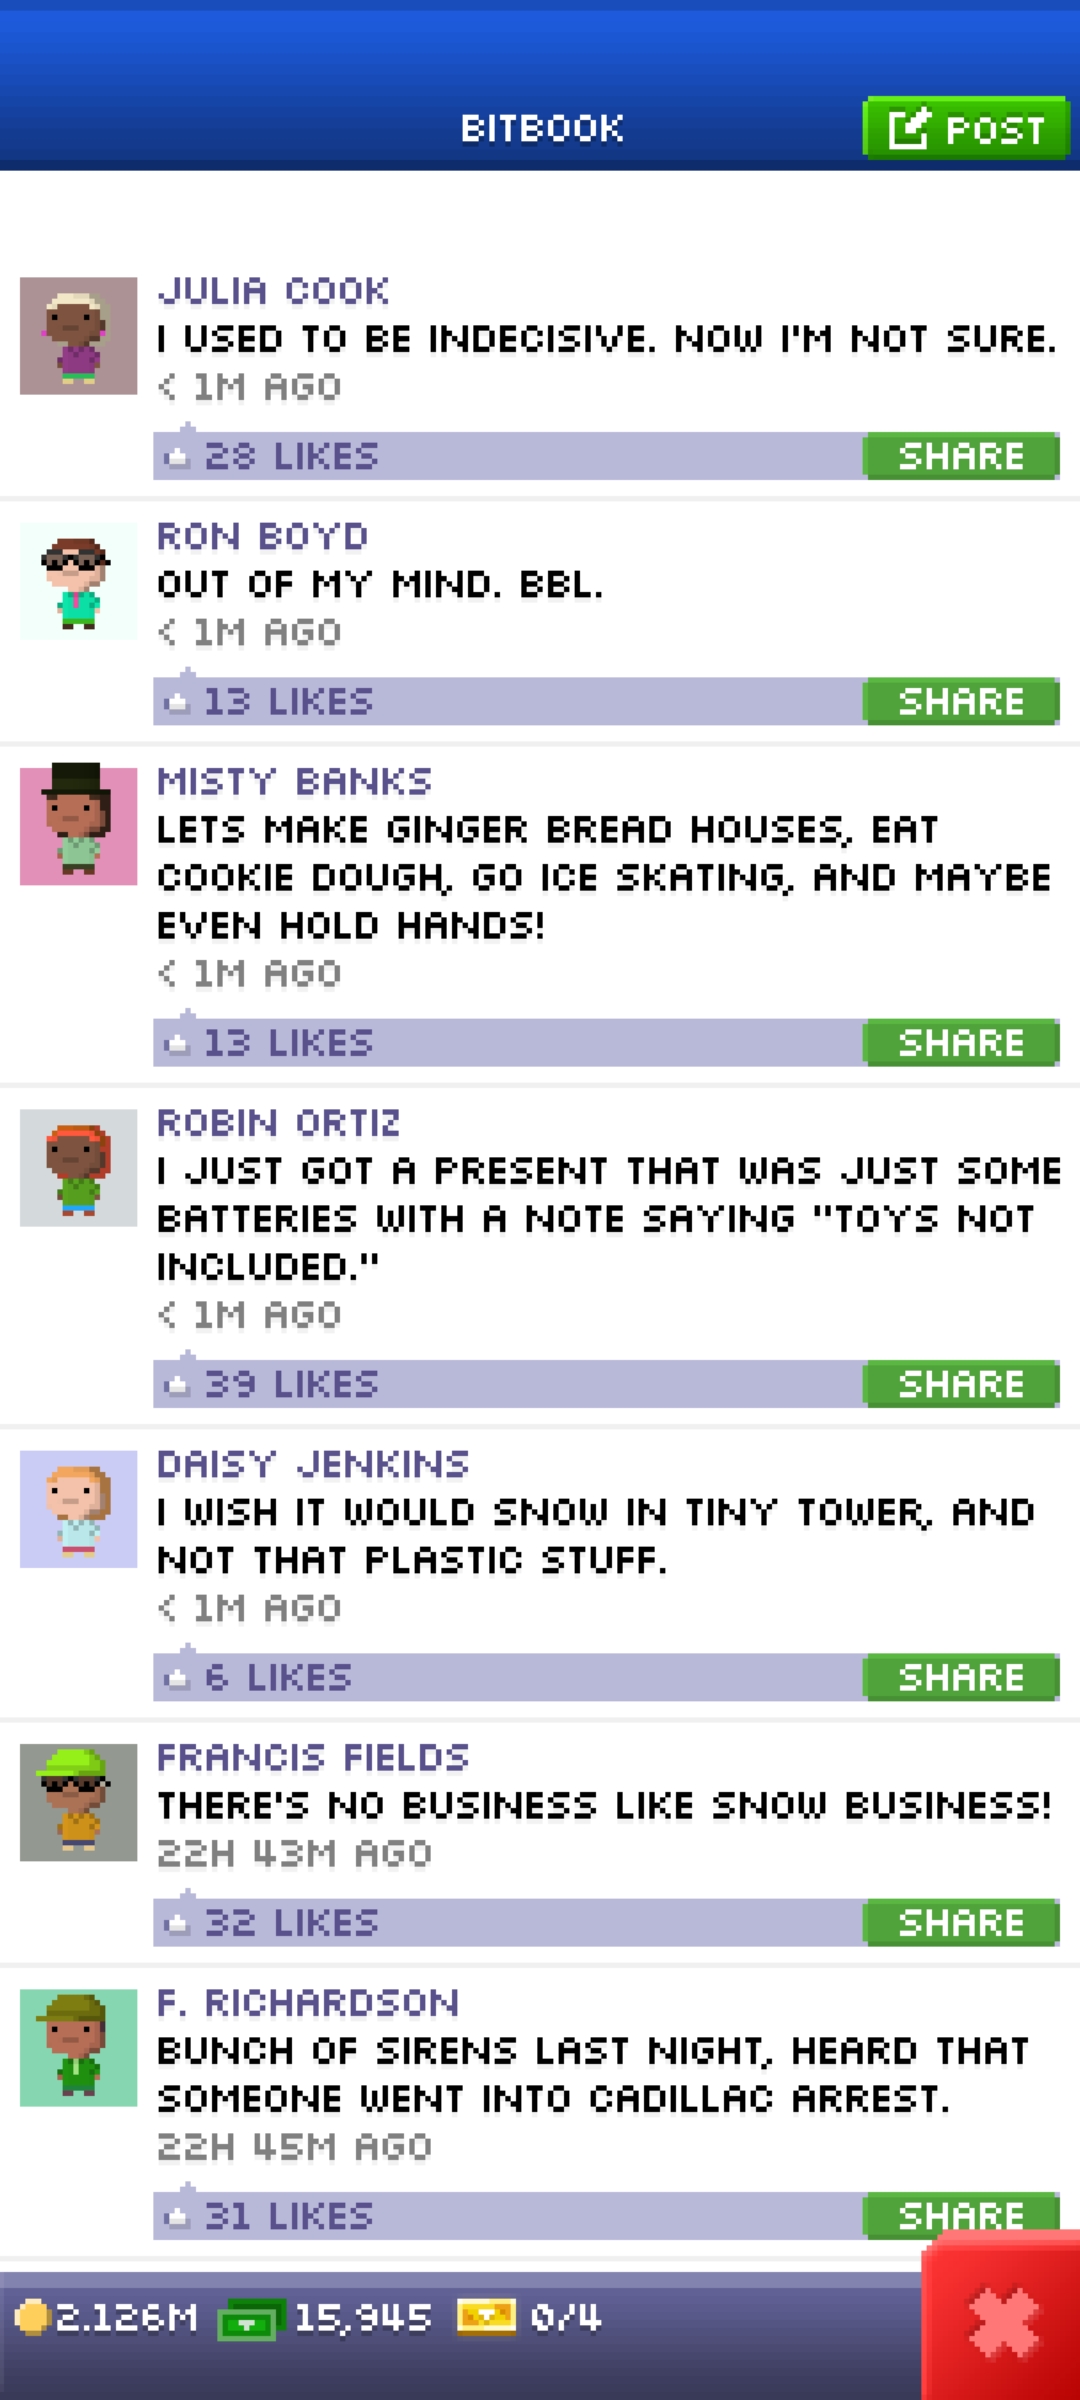 BITBOOK
POST
JULIA COOK
I USED TO BE INDECISIVE. NOW I'M NOT SURE.
< 1M AGO
28 LIKES
SHARE
RON BOYD
OUT OF MY MIND. BBL.
< 1M AGO
13 LIKES
SHARE
MISTY BANKS
LETS MAKE GINGER BREAD HOUSES, EAT
COOKIE DOUGH, GO ICE SKATING, AND MAYBE
EVEN HOLD HANDS!
< 1M AGO
13 LIKES
SHARE
ROBIN ORTIZ
I JUST GOT A PRESENT THAT WAS JUST SOME
BATTERIES WITH A NOTE SAYING "TOYS NOT
INCLUDED."
< 1M AGO
39 LIKES
SHARE
DAISY JENKINS
I WISH IT WOULD SNOW IN TINY TOWER, AND
NOT THAT PLASTIC STUFF.
< 1M AGO
6 LIKES
SHARE
FRANCIS FIELDS
THERE'S NO BUSINESS LIKE SNOW BUSINESS!
22H 43M AGO
32 LIKES
SHARE
F. RICHARDSON
BUNCH OF SIRENS LAST NIGHT, HEARD THAT
SOMEONE WENT INTO CADILLAC ARREST.
22H 45M AGO
31 LIKES
SHARE
2.126M 15,945 0/4